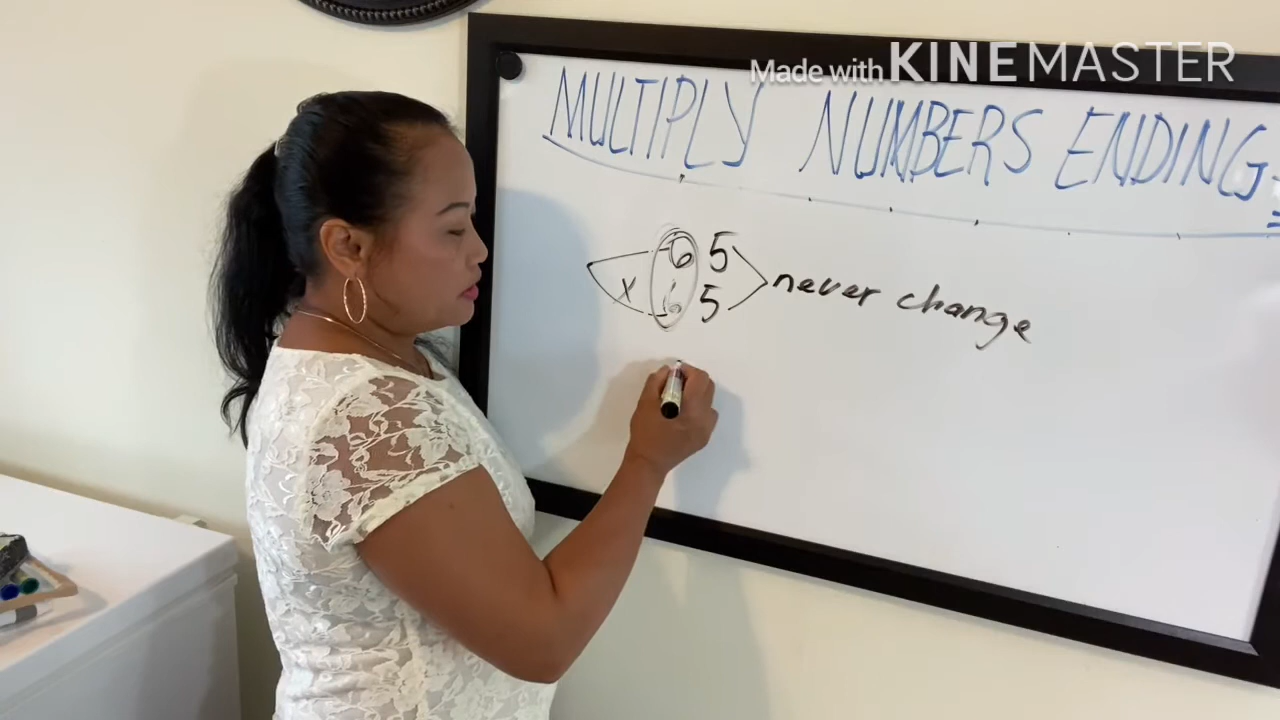 Made with KINEMASTER
MULTIPLY NUMBERS ENDING
65
x 65
never change